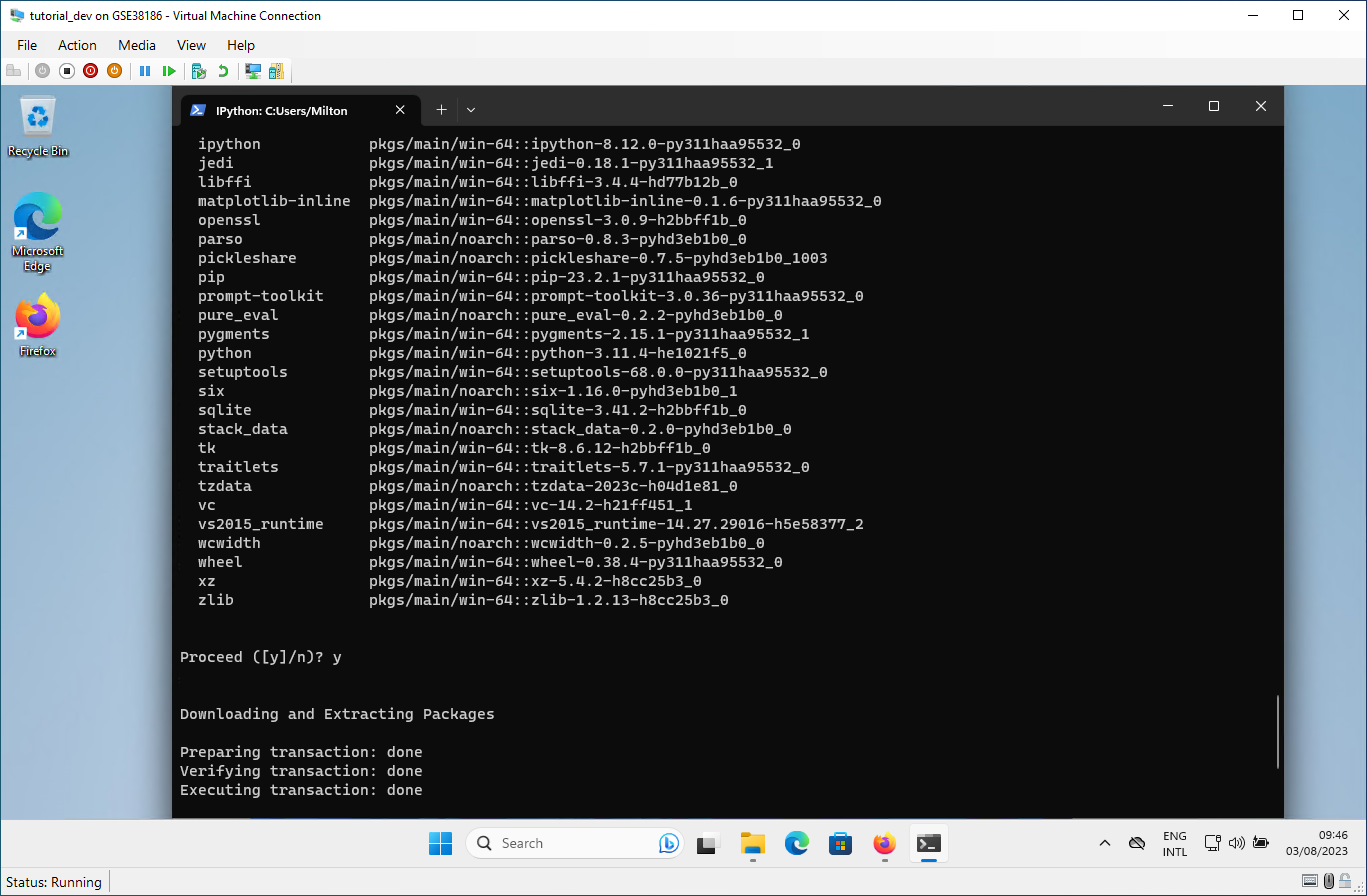 tutorial_dev on GSE38186 - Virtual Machine Connection
File Action Media View Help
Recycle Bin
Microsoft
Edge
Firefox
IPython: C:Users/Milton
ipython pkgs/main/win-64::ipython-8.12.0-py311haa95532_0
jedi pkgs/main/win-64::jedi-0.18.1-py311haa95532_1
libffi pkgs/main/win-64::libffi-3.4.4-hd77b12b_0
matplotlib-inline pkgs/main/win-64::matplotlib-inline-0.1.6-py311haa95532_0
openssl pkgs/main/win-64::openssl-3.0.9-h2bbff1b_0
parso pkgs/main/noarch::parso-0.8.3-pyhd3eb1b0_0
pickleshare pkgs/main/noarch::pickleshare-0.7.5-pyhd3eb1b0_1003
pip pkgs/main/win-64::pip-23.2.1-py311haa95532_0
prompt-toolkit pkgs/main/win-64::prompt-toolkit-3.0.36-py311haa95532_0
pure_eval pkgs/main/noarch::pure_eval-0.2.2-pyhd3eb1b0_0
pygments pkgs/main/win-64::pygments-2.15.1-py311haa95532_1
python pkgs/main/win-64::python-3.11.4-he1021f5_0
setuptools pkgs/main/win-64::setuptools-68.0.0-py311haa95532_0
six pkgs/main/noarch::six-1.16.0-pyhd3eb1b0_1
sqlite pkgs/main/win-64::sqlite-3.41.2-h2bbff1b_0
stack_data pkgs/main/noarch::stack_data-0.2.0-pyhd3eb1b0_0
tk pkgs/main/win-64::tk-8.6.12-h2bbff1b_0
traitlets pkgs/main/win-64::traitlets-5.7.1-py311haa95532_0
tzdata pkgs/main/noarch::tzdata-2023c-h04d1e81_0
vc pkgs/main/win-64::vc-14.2-h21ff451_1
vs2015_runtime pkgs/main/win-64::vs2015_runtime-14.27.29016-h5e58377_2
wcwidth pkgs/main/noarch::wcwidth-0.2.5-pyhd3eb1b0_0
wheel pkgs/main/win-64::wheel-0.38.4-py311haa95532_0
xz pkgs/main/win-64::xz-5.4.2-h8cc25b3_0
zlib pkgs/main/win-64::zlib-1.2.13-h8cc25b3_0
Proceed ([y]/n)? y
Downloading and Extracting Packages
Preparing transaction: done
Verifying transaction: done
Executing transaction: done
Search
ENG
INTL
09:46
03/08/2023
Status: Running